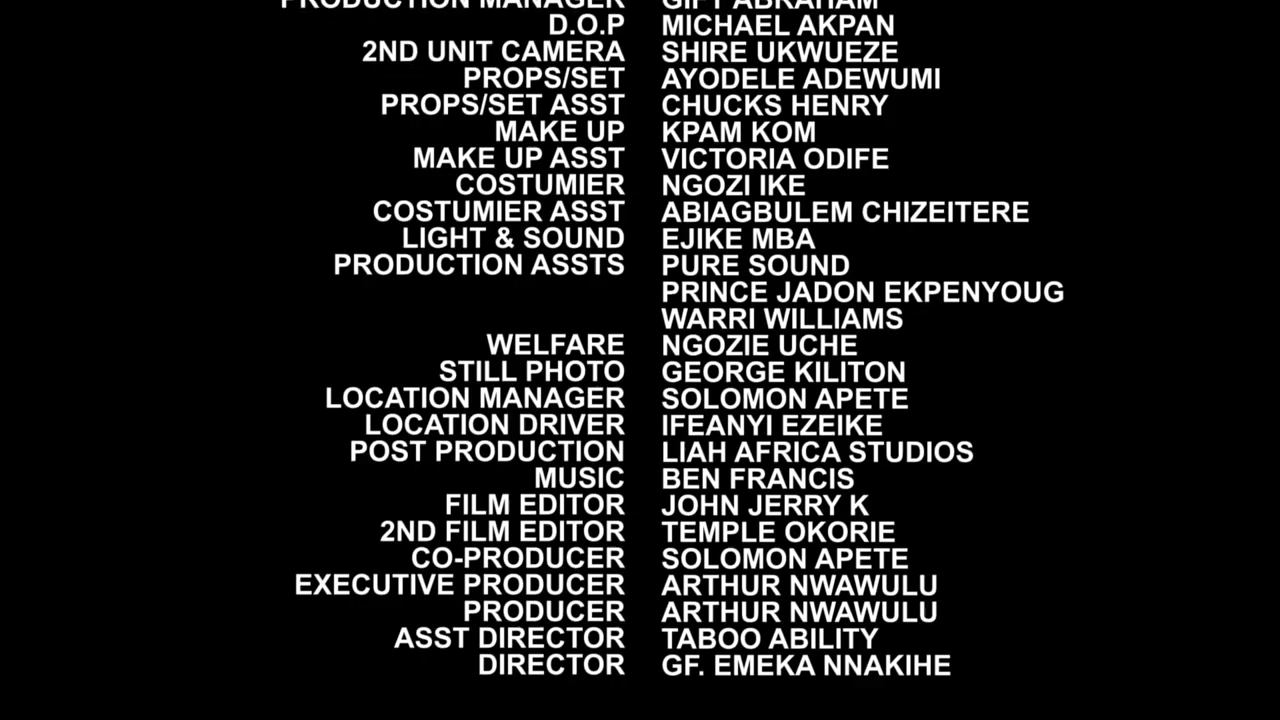 PRODUCTION MANAGER GIFT ABRAHAM
D.O.P MICHAEL AKPAN
2ND UNIT CAMERA SHIRE UKWUEZE
PROPS/SET AYODELE ADEWUMI
PROPS/SET ASST CHUCKS HENRY
MAKE UP KPAM KOM
MAKE UP ASST VICTORIA ODIFE
COSTUMIER NGOZI IKE
COSTUMIER ASST ABIAGBULEM CHIZEITERE
LIGHT & SOUND EJIKE MBA
PRODUCTION ASSTS PURE SOUND
PRINCE JADON EKPENYOUG
WARRI WILLIAMS
WELFARE NGOZIE UCHE
STILL PHOTO GEORGE KILITON
LOCATION MANAGER SOLOMON APETE
LOCATION DRIVER IFEANYI EZEIKE
POST PRODUCTION LIAH AFRICA STUDIOS
MUSIC BEN FRANCIS
FILM EDITOR JOHN JERRY K
2ND FILM EDITOR TEMPLE OKORIE
CO-PRODUCER SOLOMON APETE
EXECUTIVE PRODUCER ARTHUR NWAWULU
PRODUCER ARTHUR NWAWULU
ASST DIRECTOR TABOO ABILITY
DIRECTOR GF. EMEKA NNAKIHE